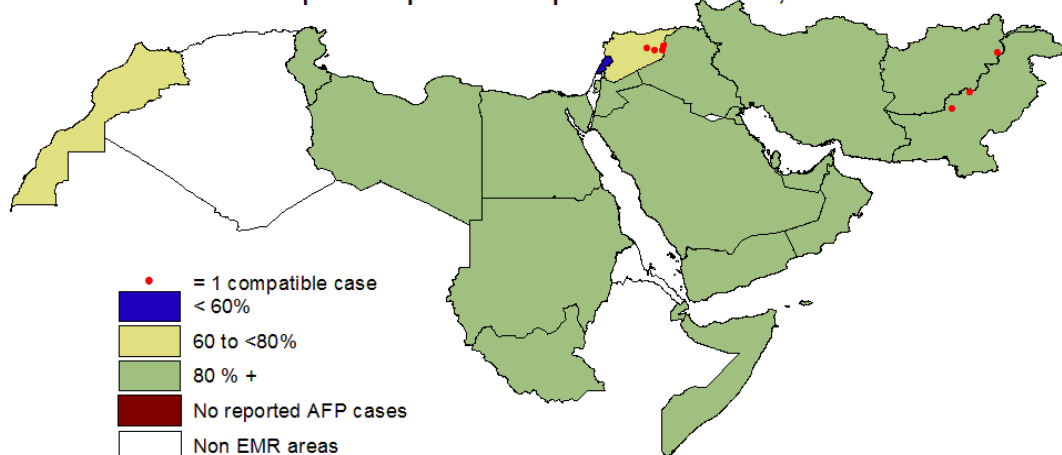 = 1 compatible case
< 60%
60 to <80%
80 % +
No reported AFP cases
Non EMR areas